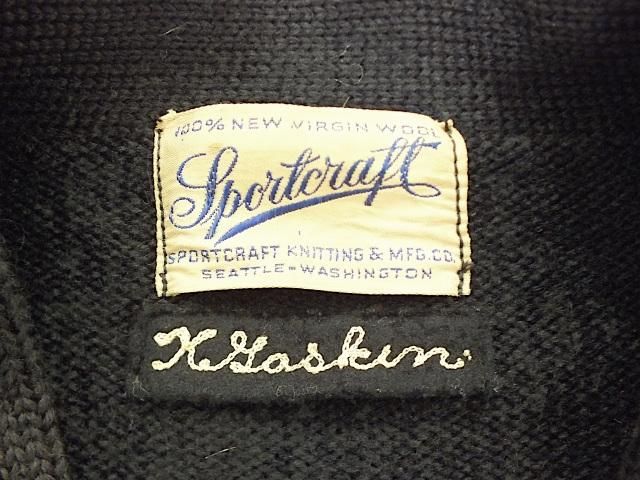 100% NEW VIRGIN WOOL
Sportcraft
SPORTCRAFT KNITTING & MFG. CO.
SEATTLE-WASHINGTON
K Gaskin